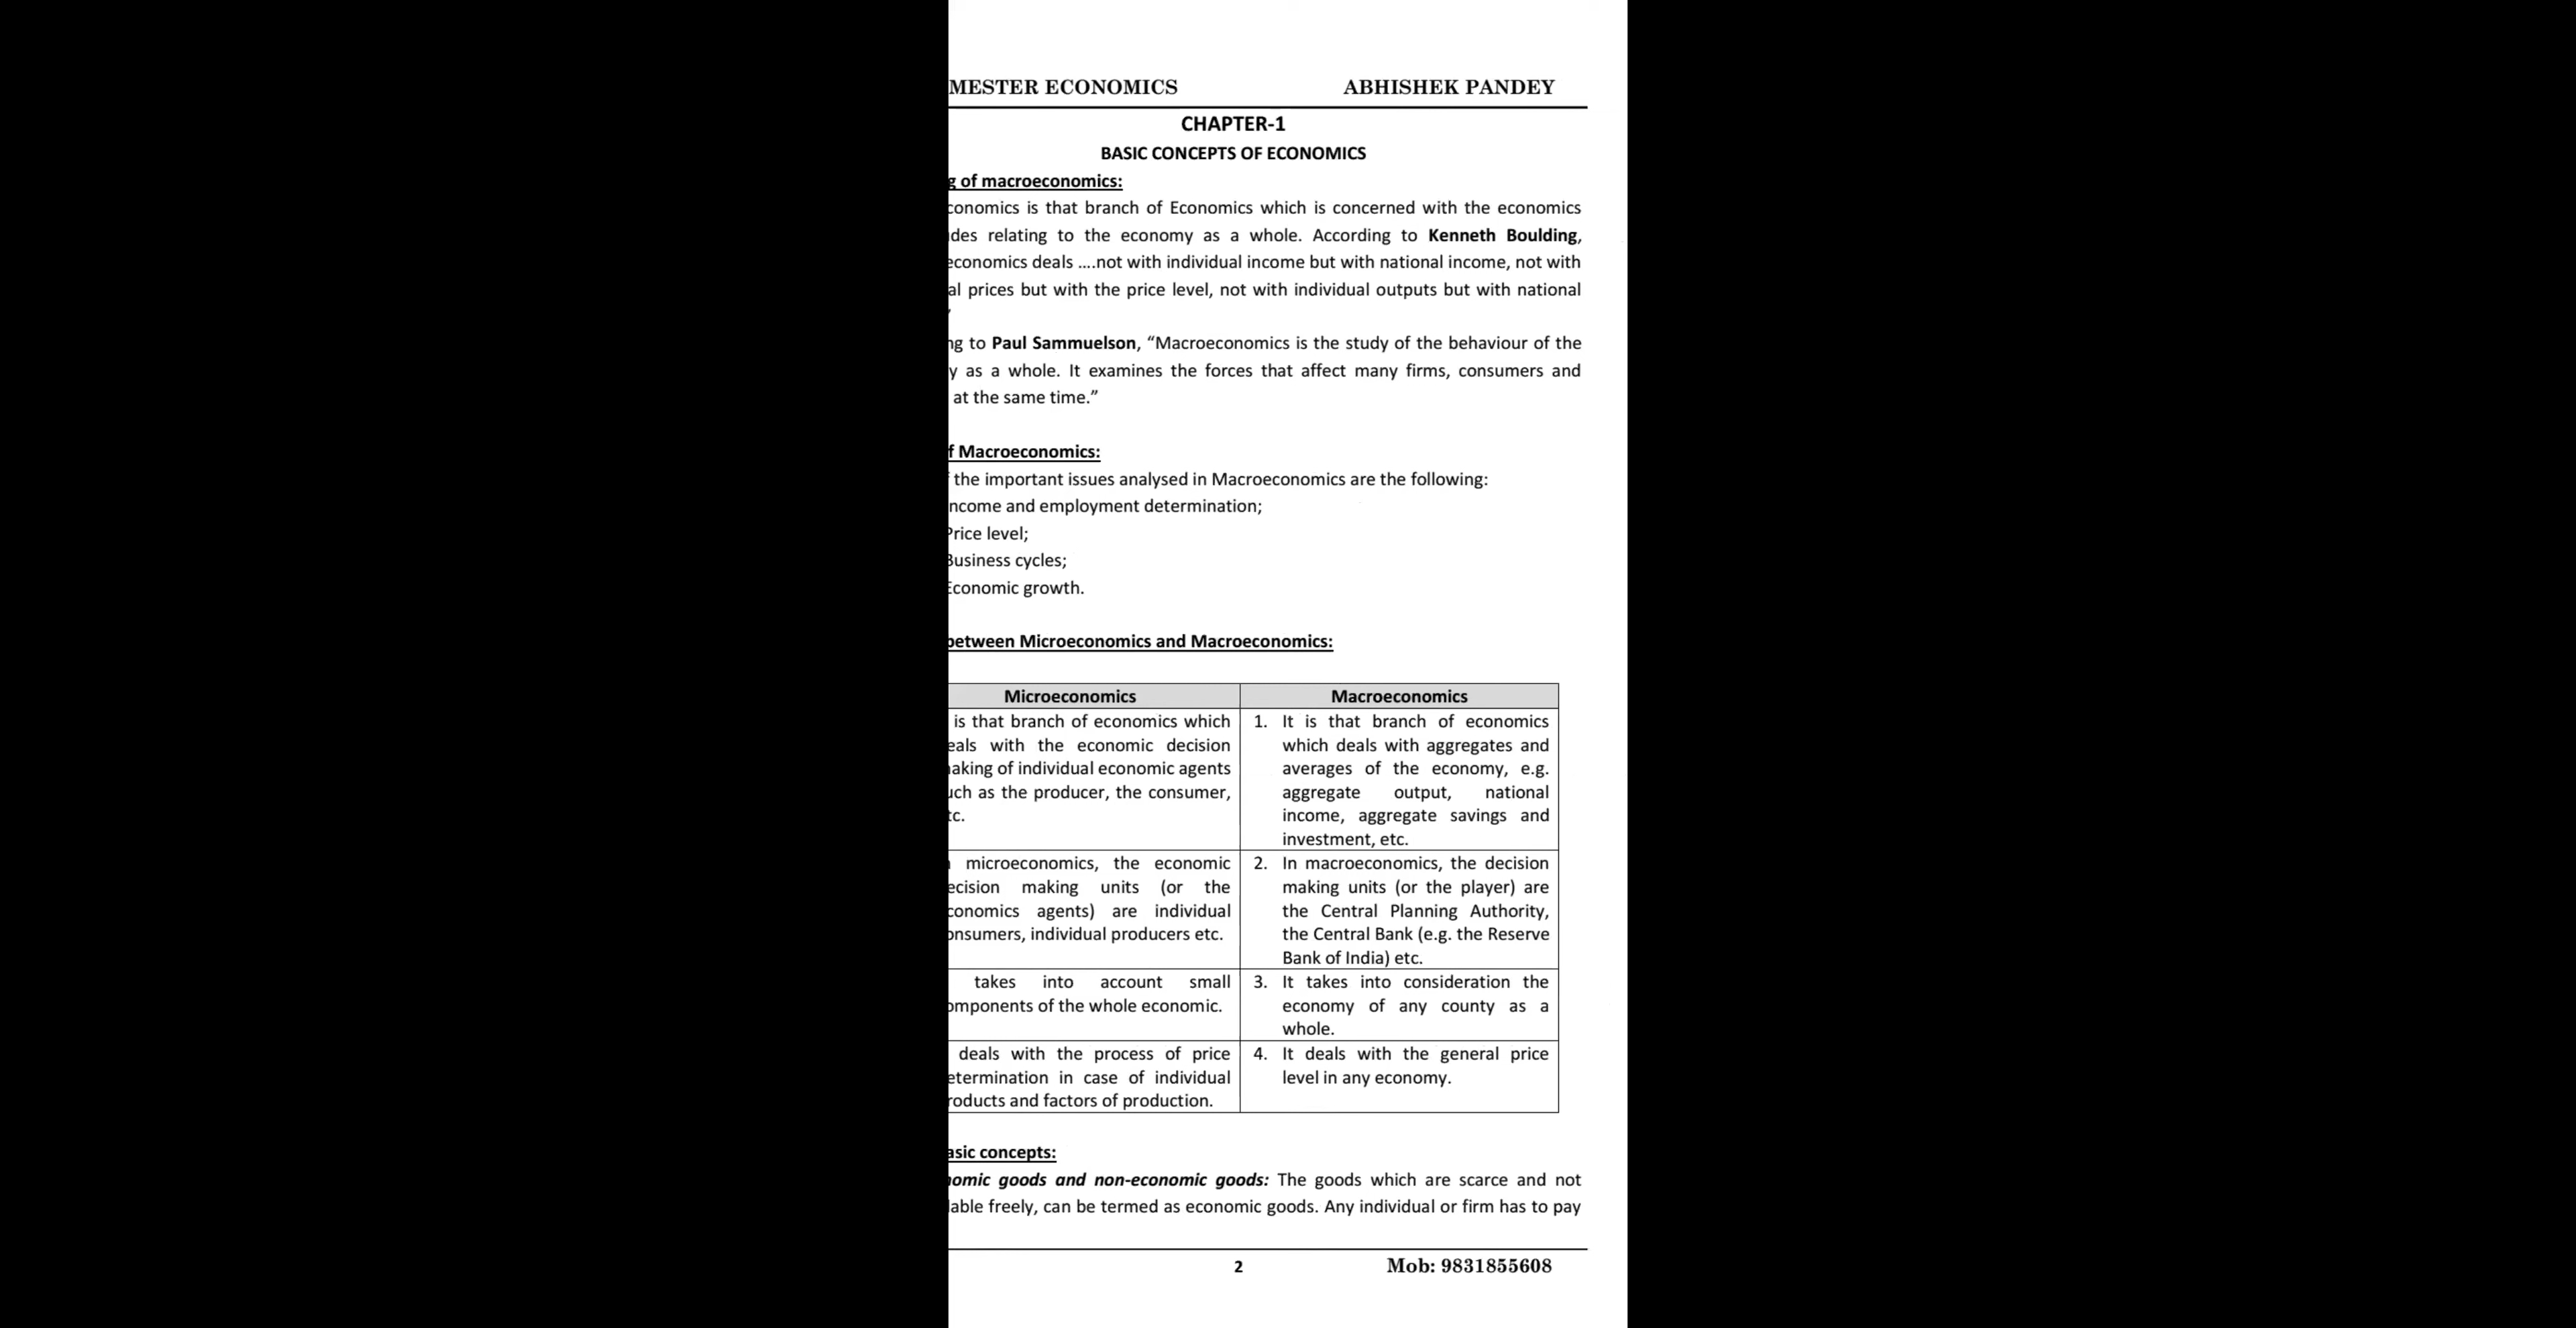 MESTER ECONOMICS ABHISHEK PANDEY
CHAPTER-1
BASIC CONCEPTS OF ECONOMICS
of macroeconomics:
conomics is that branch of Economics which is concerned with the economics
des relating to the economy as a whole. According to Kenneth Boulding,
economics deals ....not with individual income but with national income, not with
al prices but with the price level, not with individual outputs but with national
ng to Paul Sammuelson, “Macroeconomics is the study of the behaviour of the
y as a whole. It examines the forces that affect many firms, consumers and
at the same time.”
f Macroeconomics:
the important issues analysed in Macroeconomics are the following:
ncome and employment determination;
Price level;
Business cycles;
Economic growth.
between Microeconomics and Macroeconomics:
Microeconomics
is that branch of economics which
eals with the economic decision
aking of individual economic agents
uch as the producer, the consumer,
tc.
microeconomics, the economic
ecision making units (or the
conomics agents) are individual
onsumers, individual producers etc.
takes into account small
omponents of the whole economic.
deals with the process of price
etermination in case of individual
roducts and factors of production.
Macroeconomics
1. It is that branch of economics
which deals with aggregates and
averages of the economy, e.g.
aggregate output, national
income, aggregate savings and
investment, etc.
2. In macroeconomics, the decision
making units (or the player) are
the Central Planning Authority,
the Central Bank (e.g. the Reserve
Bank of India) etc.
3. It takes into consideration the
economy of any county as a
whole.
4. It deals with the general price
level in any economy.
asic concepts:
omic goods and non-economic goods: The goods which are scarce and not
lable freely, can be termed as economic goods. Any individual or firm has to pay
2 Mob: 9831855608